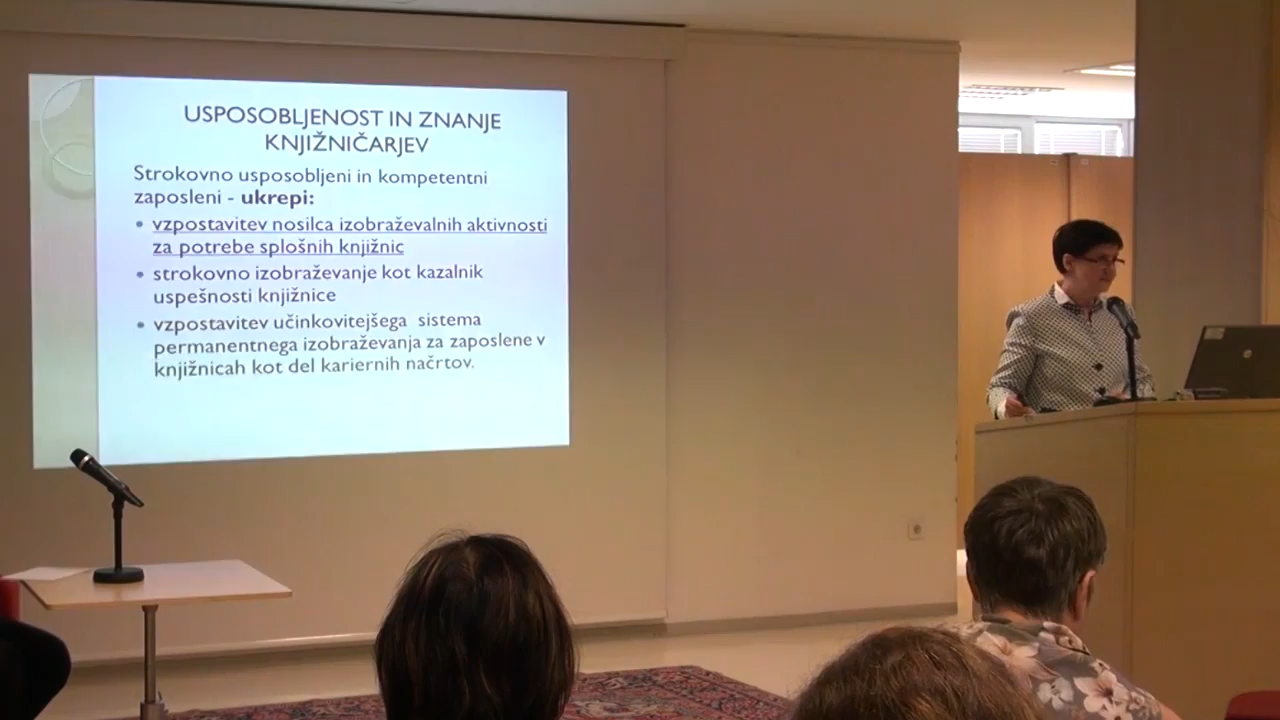 USPOSOBLJENOST IN ZNANJE
KNJIŽNIČARJEV
Strokovno usposobljeni in kompetentni
zaposleni - ukrepi:
• vzpostavitev nosilca izobraževalnih aktivnosti
za potrebe splošnih knjižnic
• strokovno izobraževanje kot kazalnik
uspešnosti knjižnice
• vzpostavitev učinkovitejšega sistema
permanentnega izobraževanja za zaposlene v
knjižnicah kot del kariernih načrtov.